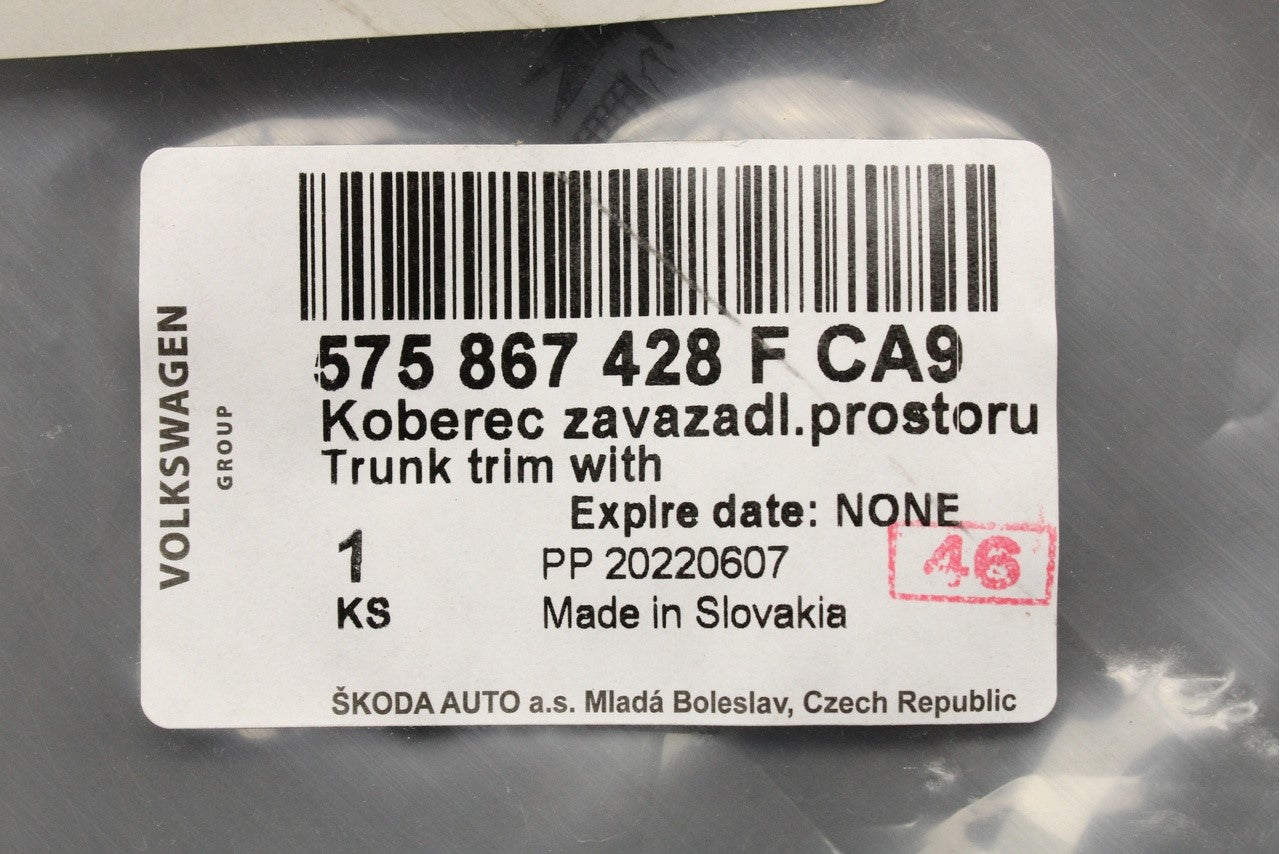 575 867 428 F CA9
Koberec zavazadl.prostoru
Trunk trim with
Expire date: NONE
1
PP 20220607
46
KS
Made in Slovakia
ŠKODA AUTO a.s. Mladá Boleslav, Czech Republic
VOLKSWAGEN
GROUP